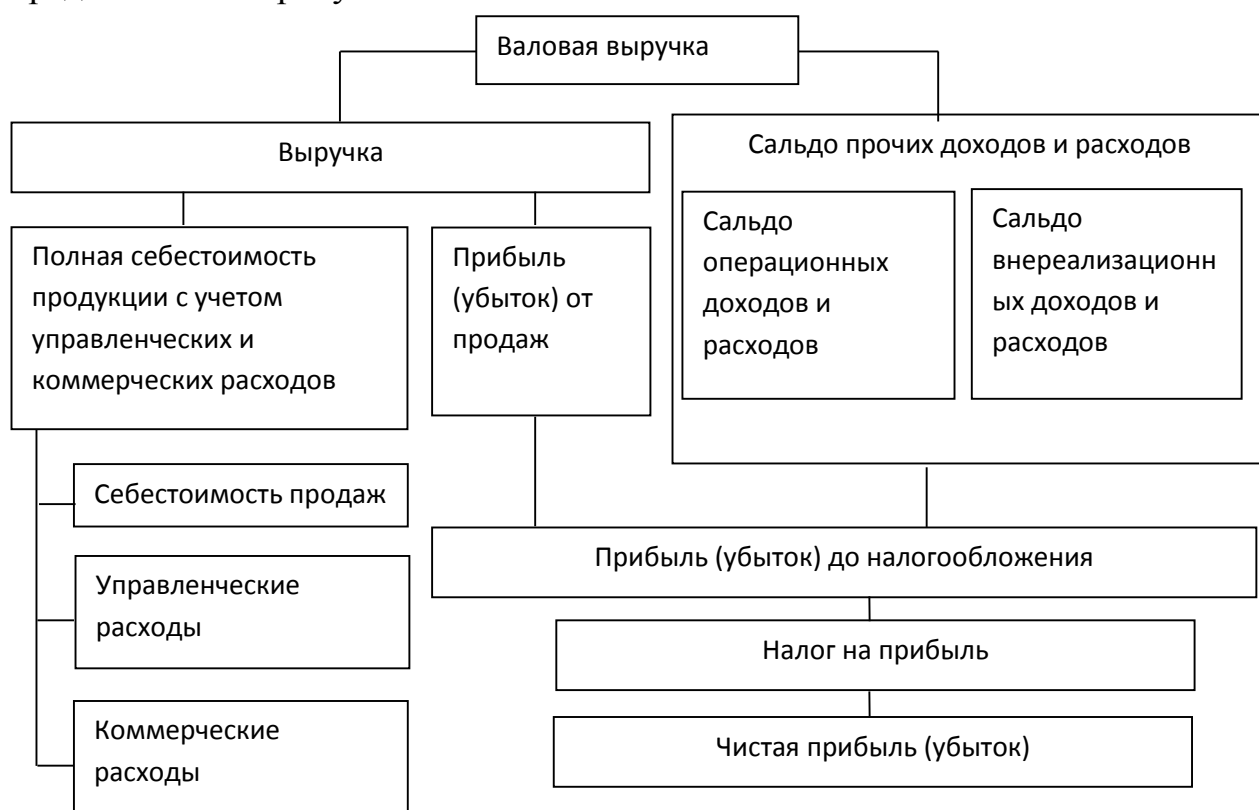 Валовая выручка
Выручка
Сальдо прочих доходов и расходов
Полная себестоимость
продукции с учетом
управленческих и
коммерческих расходов
Прибыль
(убыток) от
продаж
Сальдо
операционных
доходов и
расходов
Сальдо
внереализационн
ых доходов и
расходов
Себестоимость продаж
Управленческие
расходы
Коммерческие
расходы
Прибыль (убыток) до налогообложения
Налог на прибыль
Чистая прибыль (убыток)